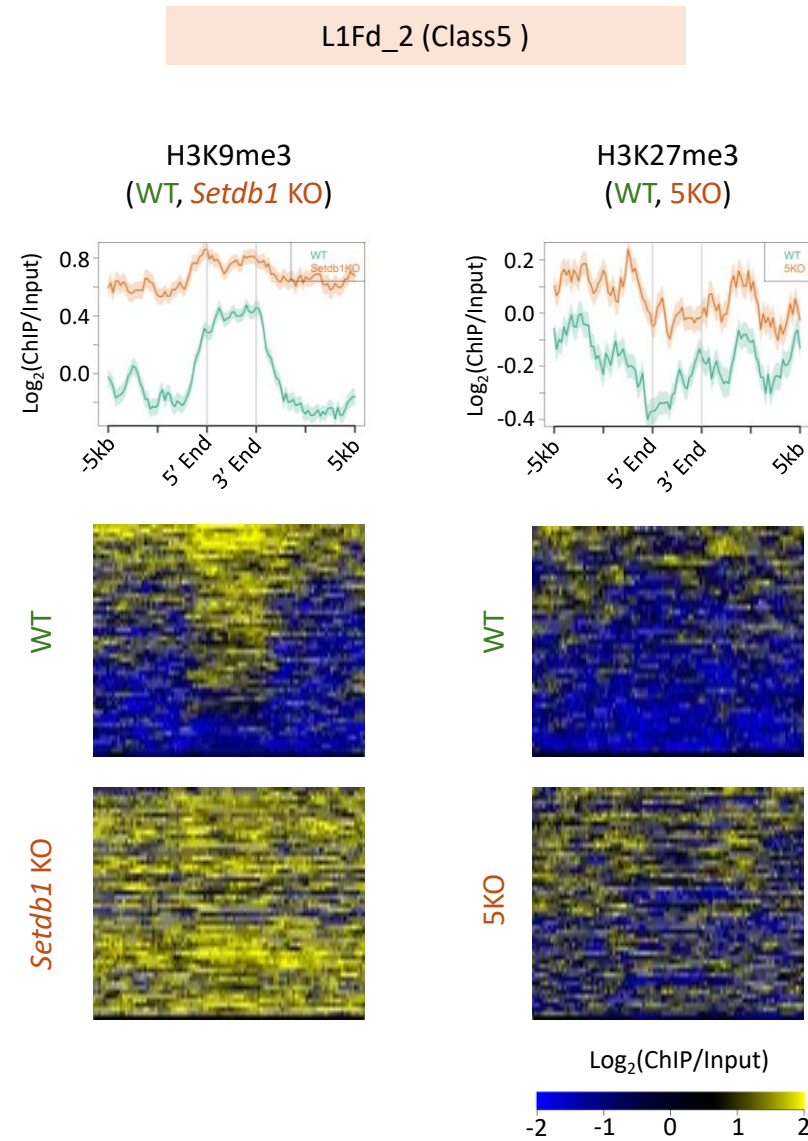 L1Fd_2 (Class5 )
H3K9me3
(WT, Setdb1 KO)
Log2(ChIP/Input)
0.8
0.4
0.0
WT
Setdb1KO
-5kb
5’ End
3’ End
5kb
H3K27me3
(WT, 5KO)
Log2(ChIP/Input)
0.2
0.0
-0.2
-0.4
WT
5KO
-5kb
5’ End
3’ End
5kb
WT
WT
Setdb1 KO
5KO
Log2(ChIP/Input)
-2 -1 0 1 2